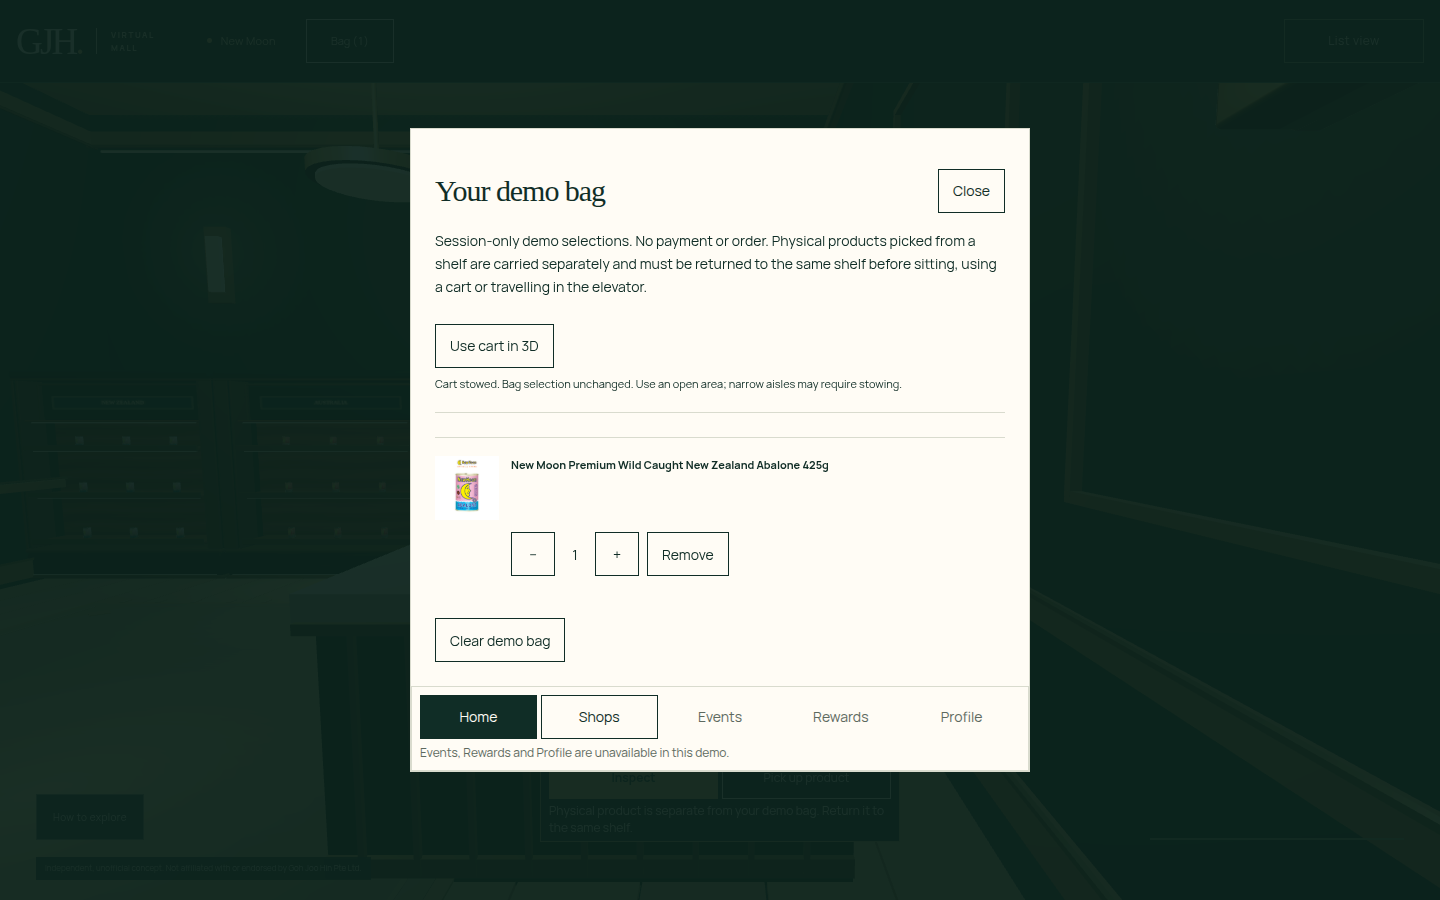 GJH.
VIRTUAL
MALL
New Moon
Bag (1)
List view
Your demo bag
Close
Session-only demo selections. No payment or order. Physical products picked from a
shelf are carried separately and must be returned to the same shelf before sitting, using
a cart or travelling in the elevator.
Use cart in 3D
Cart stowed. Bag selection unchanged. Use an open area; narrow aisles may require stowing.
New Moon Premium Wild Caught New Zealand Abalone 425g
−
1
+
Remove
Clear demo bag
Home
Shops
Events
Rewards
Profile
Events, Rewards and Profile are unavailable in this demo.
Inspect
Pick up product
Physical product is separate from your demo bag. Return it to
the same shelf.
How to explore